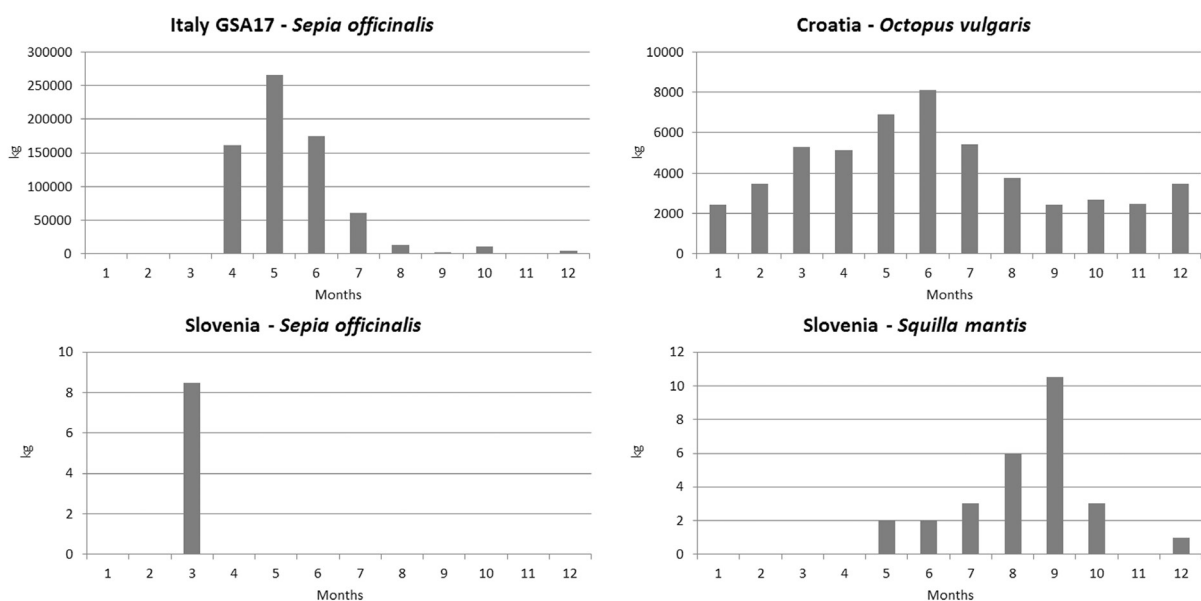 Italy GSA17 - Sepia officinalis
300000
250000
200000
150000
100000
50000
0
kg
1 2 3 4 5 6 7 8 9 10 11 12
Months
Croatia - Octopus vulgaris
10000
8000
6000
4000
2000
0
kg
1 2 3 4 5 6 7 8 9 10 11 12
Months
Slovenia - Sepia officinalis
10
8
6
4
2
0
kg
1 2 3 4 5 6 7 8 9 10 11 12
Months
Slovenia - Squilla mantis
12
10
8
6
4
2
0
kg
1 2 3 4 5 6 7 8 9 10 11 12
Months